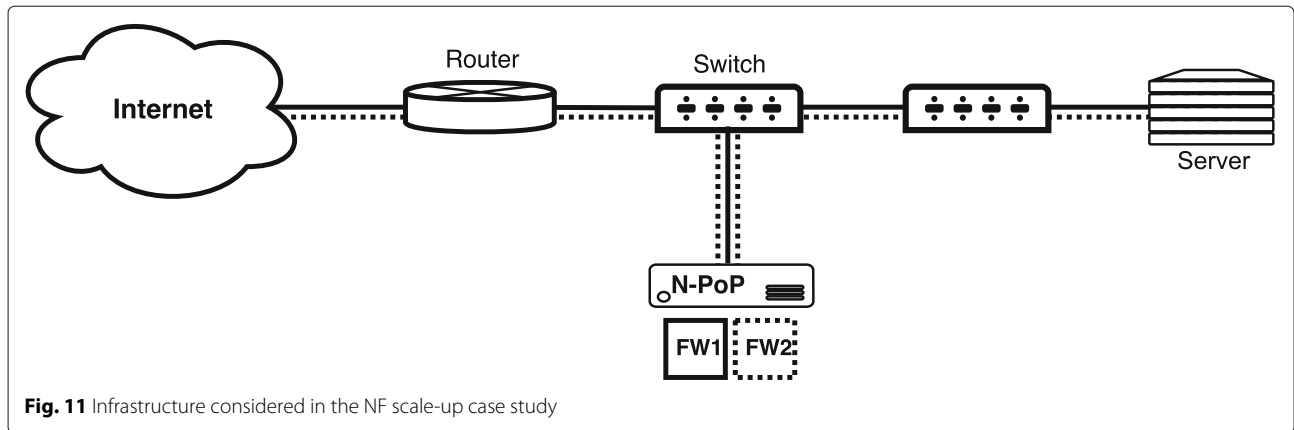 Internet
Router
Switch
Server
N-PoP
FW1
FW2
Fig. 11 Infrastructure considered in the NF scale-up case study